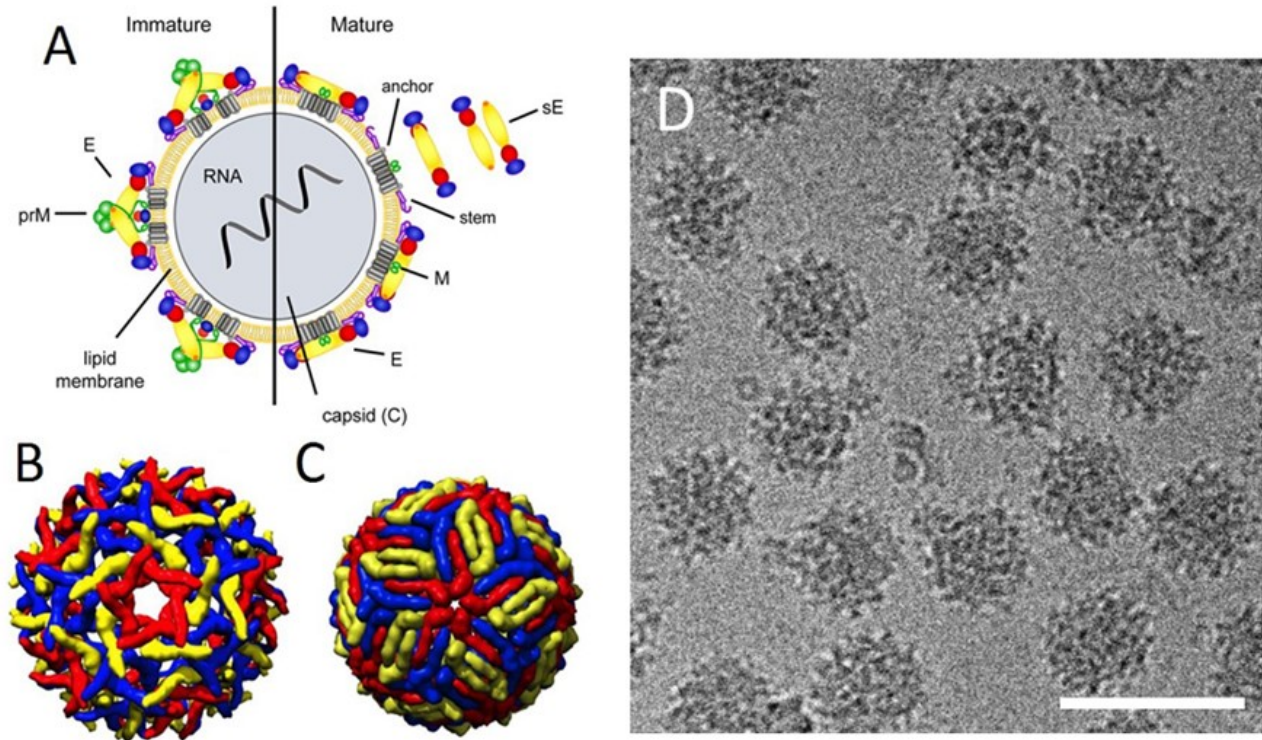 A
Immature
Mature
anchor
sE
E
RNA
prM
stem
M
lipid
membrane
E
capsid (C)
B
C
D